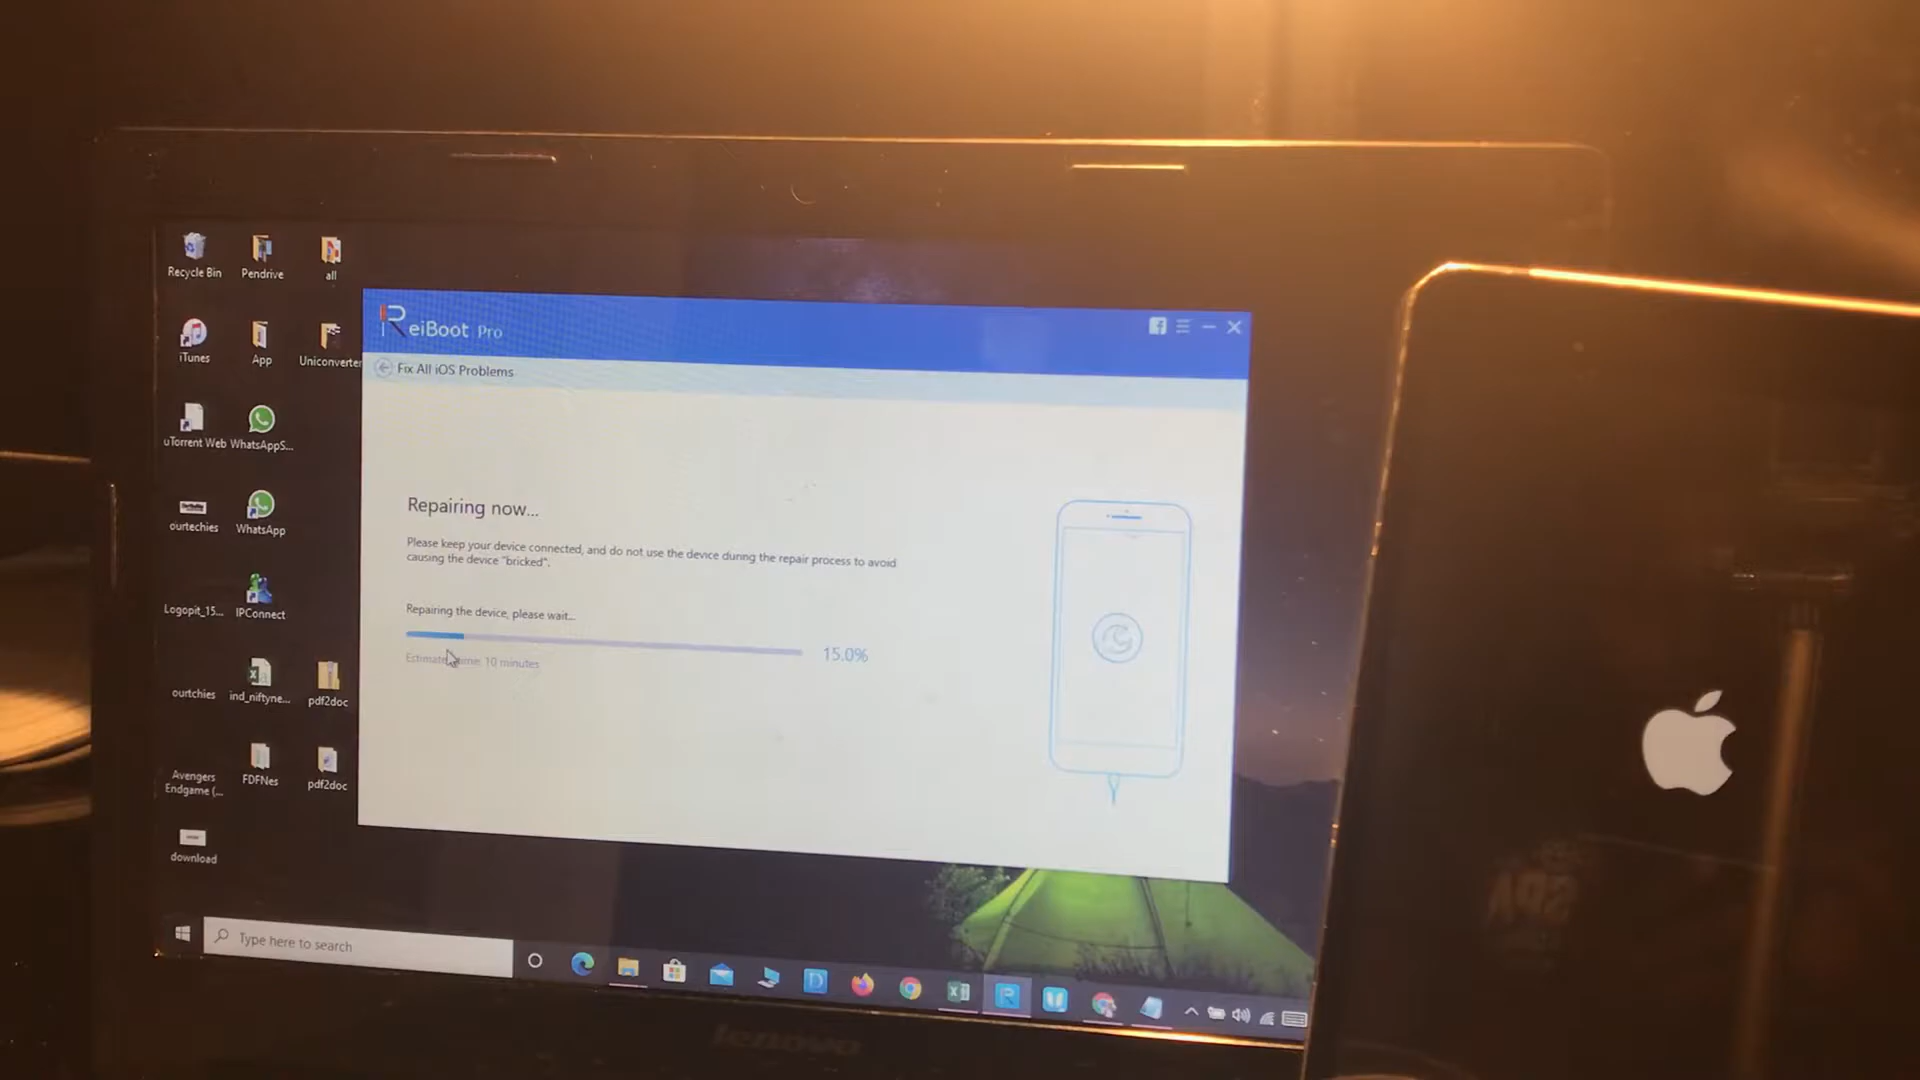 Recycle Bin
Pendrive
all
iTunes
App
Uniconverter
uTorrent Web
WhatsAppS...
ourtechies
WhatsApp
Logopit_15...
IPConnect
ourtchies
ind_niftyne...
pdf2doc
Avengers
Endgame (...
FDFNes
pdf2doc
download
ReiBoot Pro
Fix All iOS Problems
Repairing now...
Please keep your device connected, and do not use the device during the repair process to avoid
causing the device "bricked".
Repairing the device, please wait...
15.0%
10 minutes
Type here to search
lenovo